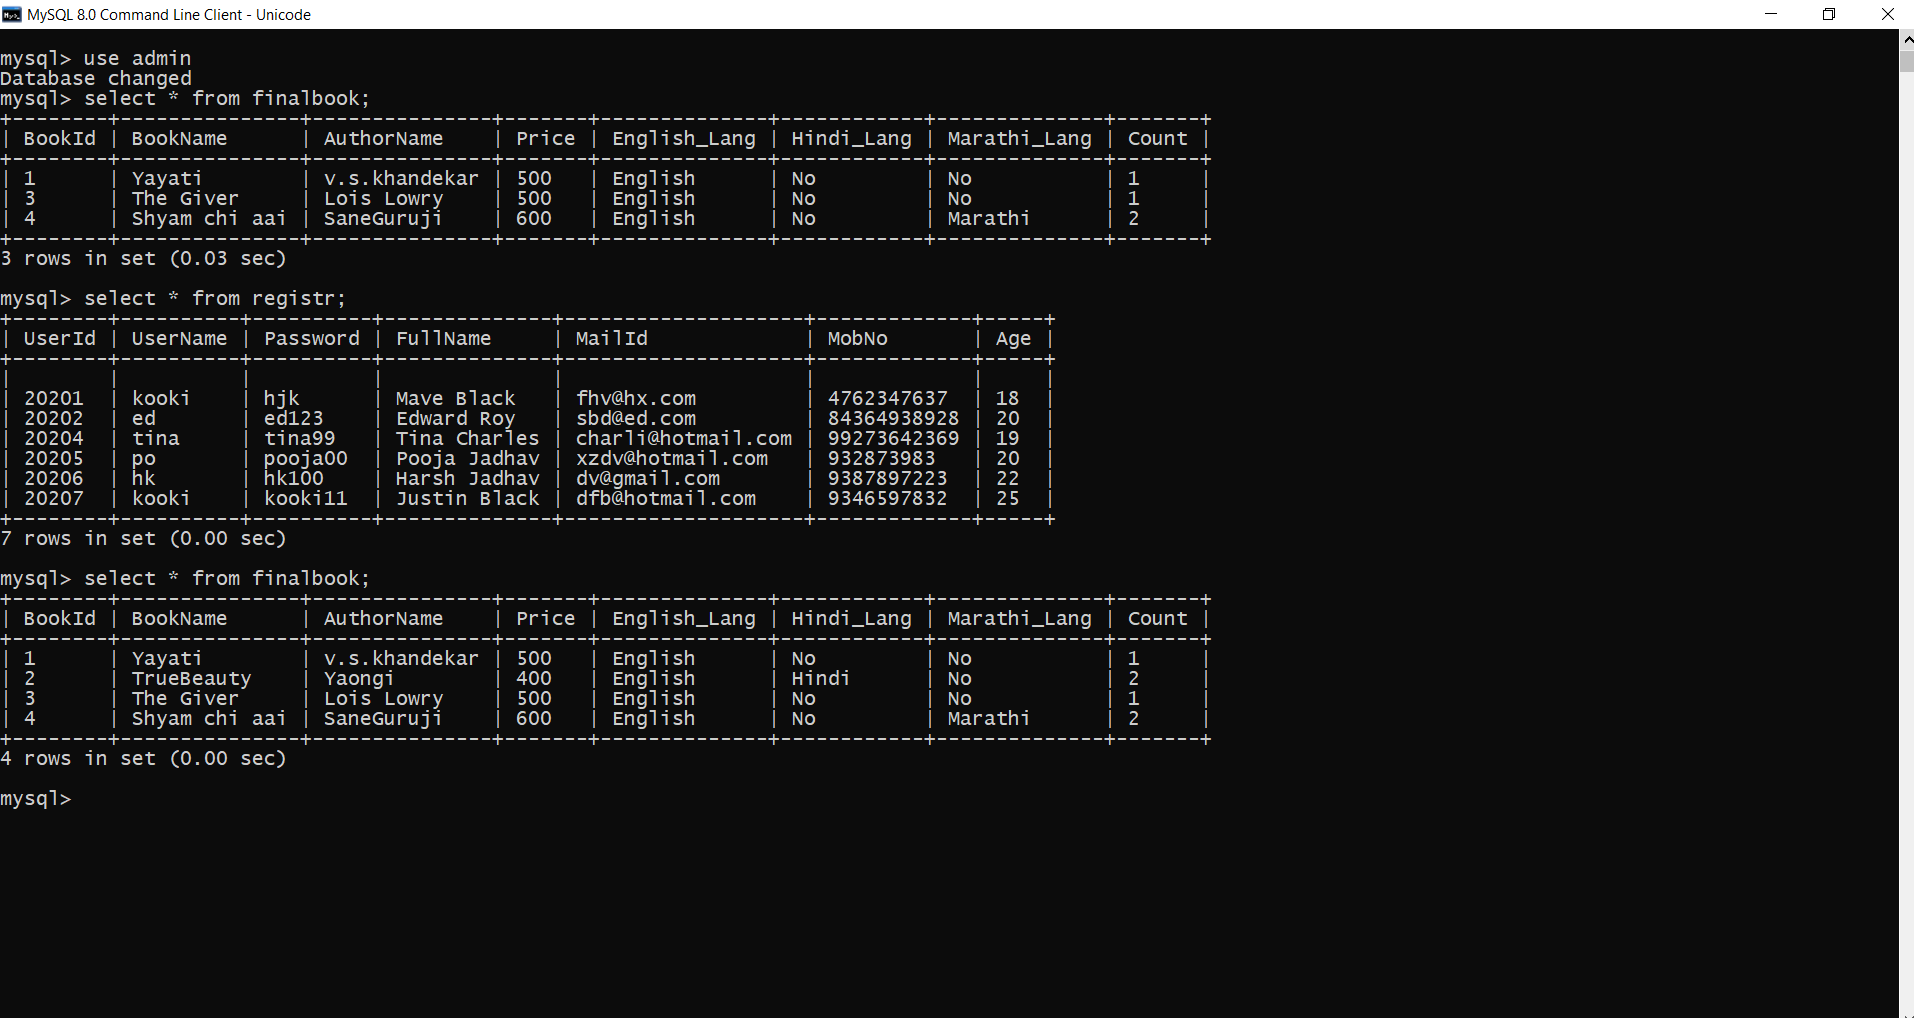 MySQL 8.0 Command Line Client - Unicode
mysql> use admin
Database changed
mysql> select * from finalbook;
+--------+---------------+---------------+-------+--------------+------------+--------------+-------+
| BookId | BookName      | AuthorName    | Price | English_Lang | Hindi_Lang | Marathi_Lang | Count |
+--------+---------------+---------------+-------+--------------+------------+--------------+-------+
| 1      | Yayati        | v.s.khandekar | 500   | English      | No         | No           | 1     |
| 3      | The Giver     | Lois Lowry    | 500   | English      | No         | No           | 1     |
| 4      | Shyam chi aai | SaneGuruji    | 600   | English      | No         | Marathi      | 2     |
+--------+---------------+---------------+-------+--------------+------------+--------------+-------+
3 rows in set (0.03 sec)
mysql> select * from registr;
+--------+----------+----------+--------------+--------------------+-------------+-----+
| UserId | UserName | Password | FullName     | MailId             | MobNo       | Age |
+--------+----------+----------+--------------+--------------------+-------------+-----+
|        |          |          |              |                    |             |     |
| 20201  | kooki    | hjk      | Mave Black   | fhv@hx.com         | 4762347637  | 18  |
| 20202  | ed       | ed123    | Edward Roy   | sbd@ed.com         | 84364938928 | 20  |
| 20204  | tina     | tina99   | Tina Charles | charli@hotmail.com | 99273642369 | 19  |
| 20205  | po       | pooja00  | Pooja Jadhav | xzdv@hotmail.com   | 932873983   | 20  |
| 20206  | hk       | hk100    | Harsh Jadhav | dv@gmail.com       | 9387897223  | 22  |
| 20207  | kooki    | kooki11  | Justin Black | dfb@hotmail.com    | 9346597832  | 25  |
+--------+----------+----------+--------------+--------------------+-------------+-----+
7 rows in set (0.00 sec)
mysql> select * from finalbook;
+--------+---------------+---------------+-------+--------------+------------+--------------+-------+
| BookId | BookName      | AuthorName    | Price | English_Lang | Hindi_Lang | Marathi_Lang | Count |
+--------+---------------+---------------+-------+--------------+------------+--------------+-------+
| 1      | Yayati        | v.s.khandekar | 500   | English      | No         | No           | 1     |
| 2      | TrueBeauty    | Yaongi        | 400   | English      | Hindi      | No           | 2     |
| 3      | The Giver     | Lois Lowry    | 500   | English      | No         | No           | 1     |
| 4      | Shyam chi aai | SaneGuruji    | 600   | English      | No         | Marathi      | 2     |
+--------+---------------+---------------+-------+--------------+------------+--------------+-------+
4 rows in set (0.00 sec)
mysql>